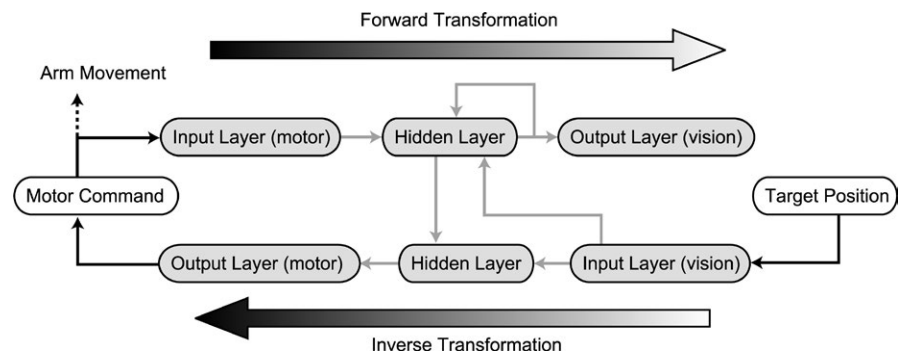 Forward Transformation
Arm Movement
Input Layer (motor)
Hidden Layer
Output Layer (vision)
Motor Command
Target Position
Output Layer (motor)
Hidden Layer
Input Layer (vision)
Inverse Transformation